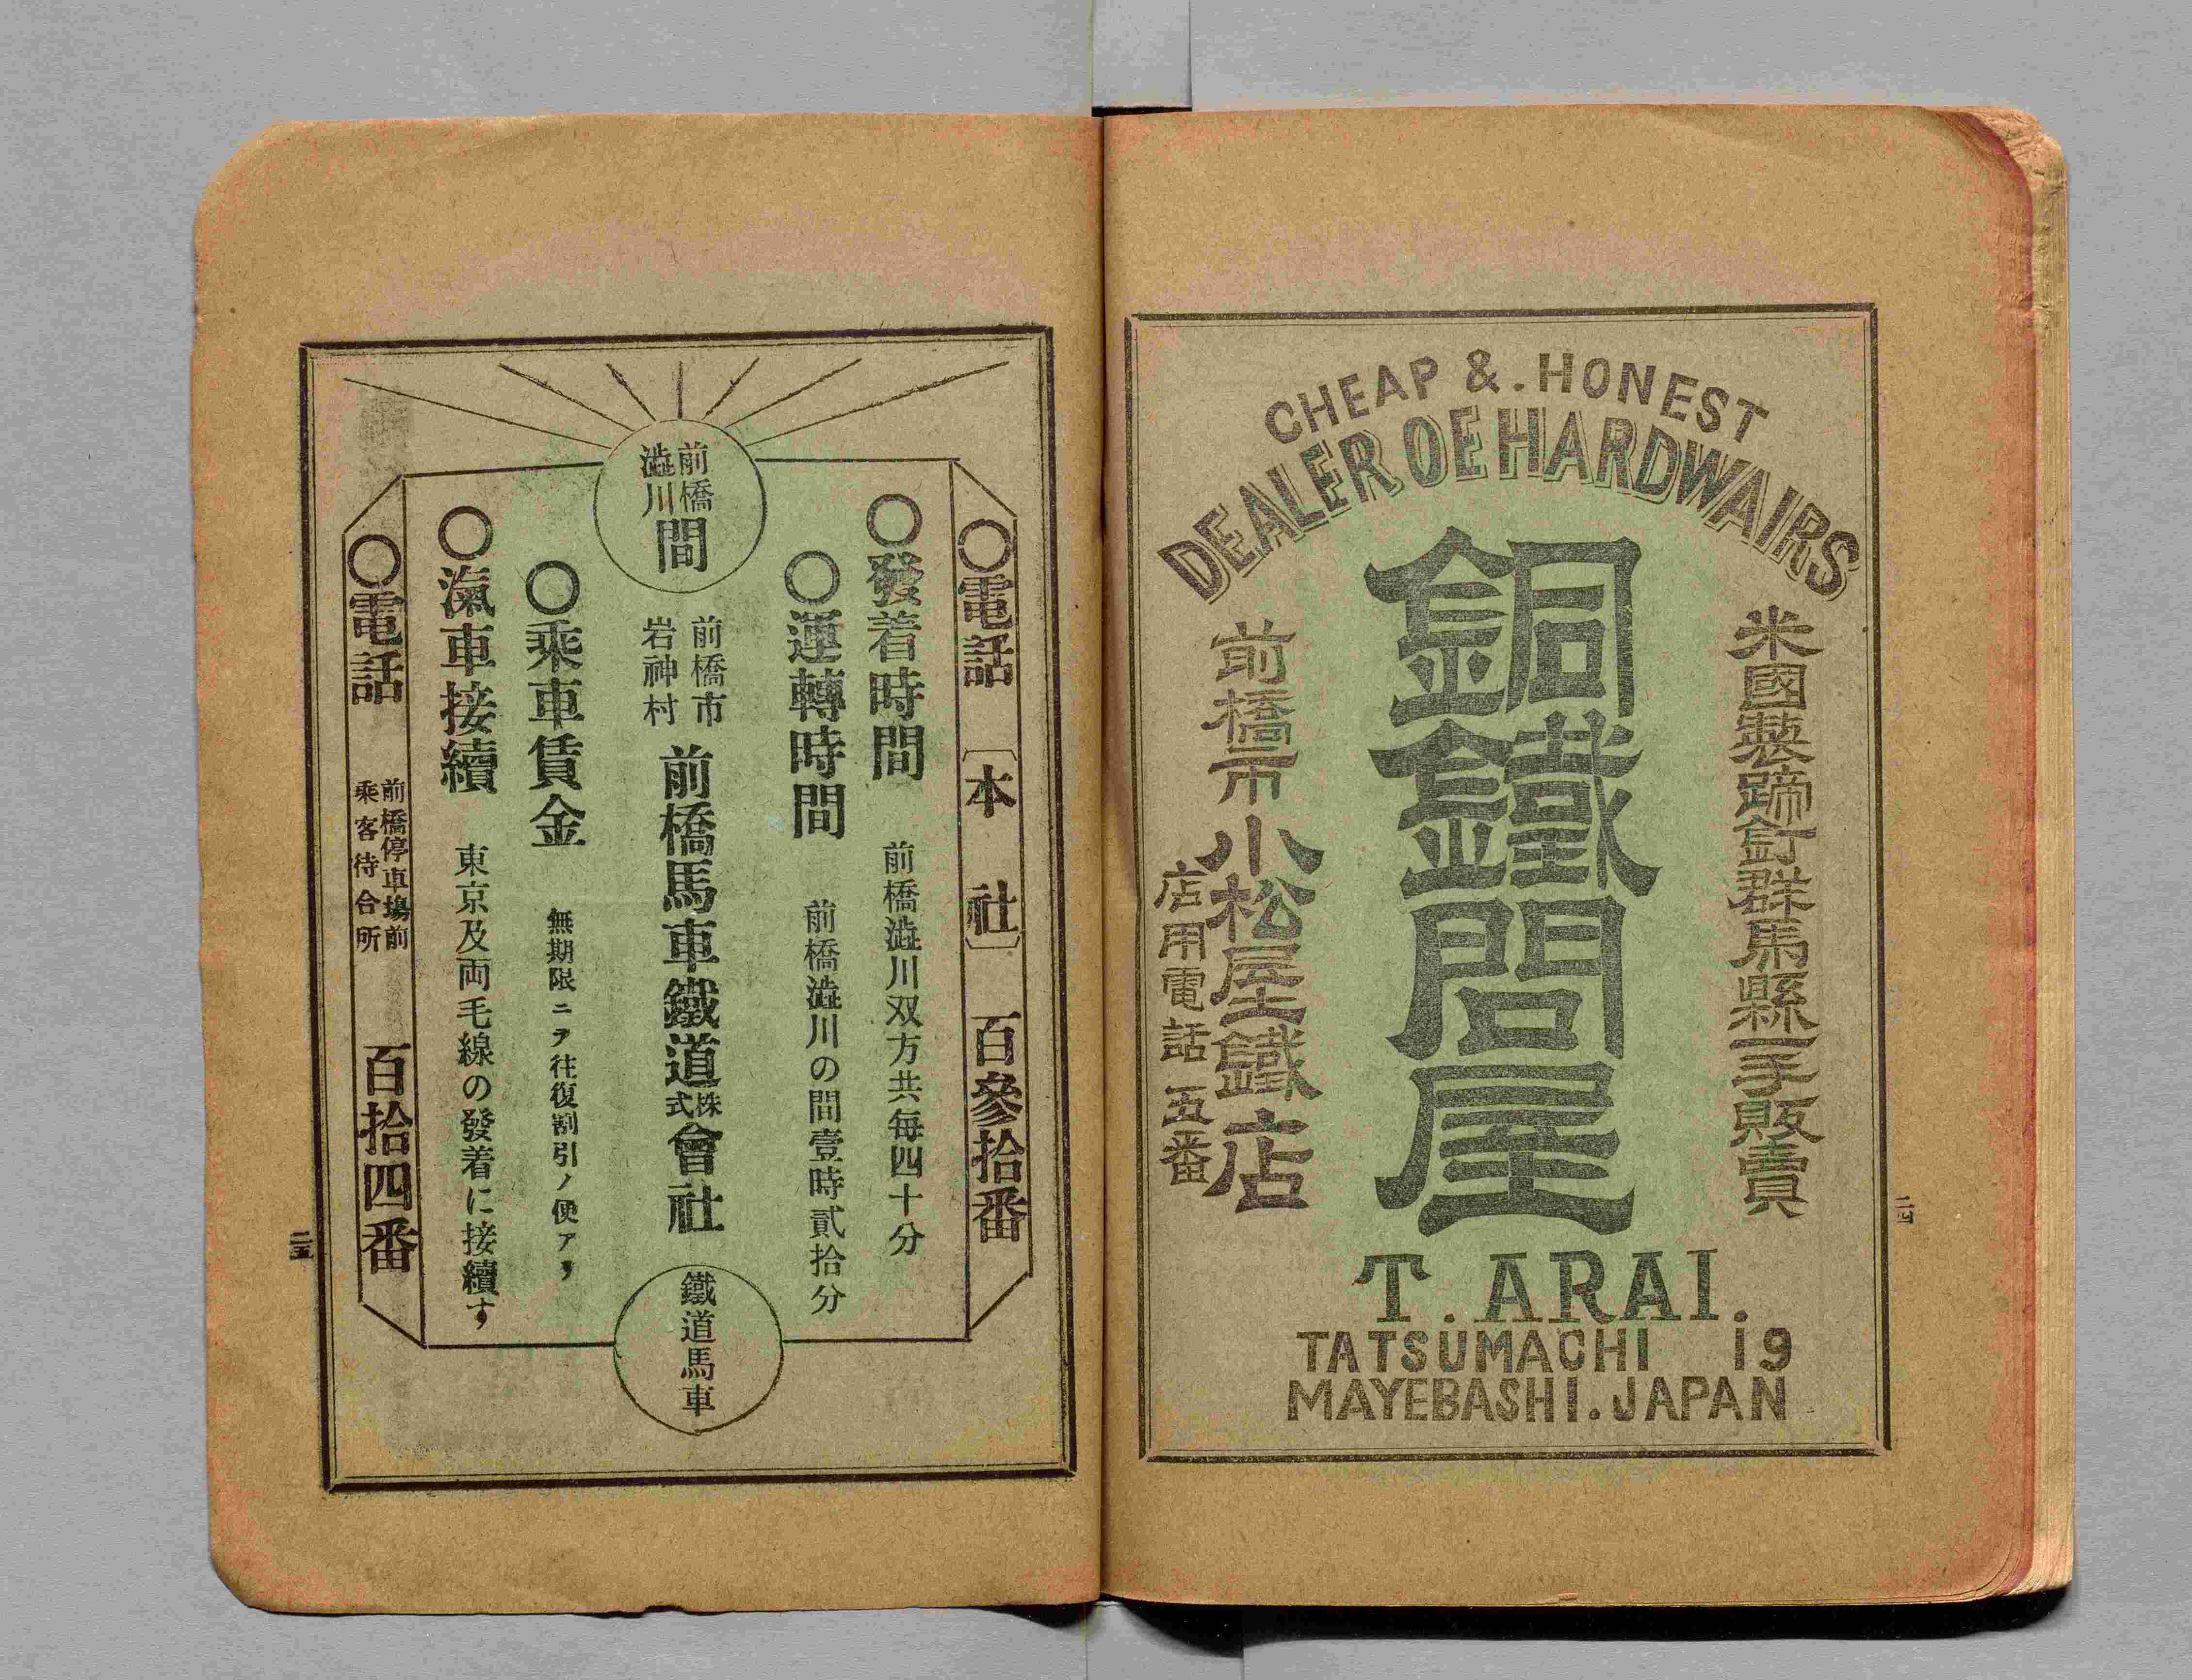 CHEAP &. HONEST
DEALER OE HARDWAIRS
米國製蹄釘群馬縣一手販賣
銅鐵問屋
前橋市 小松屋鐵店
店用電話五番
T. ARAI.
TATSUMACHI 19
MAYEBASHI. JAPAN
二四
○電話 〔本社〕 百參拾番
○發着時間 前橋澁川双方共每四十分
○運轉時間 前橋澁川の間壹時貳拾分
前橋
澁川
間
前橋市
岩神村
前橋馬車鐵道株式會社
鐵道馬車
○乘車賃金 無期限ニテ往復割引ノ便アリ
○滊車接續 東京及両毛線の發着に接續す
○電話 前橋停車塲前
乘客待合所
百拾四番
二五